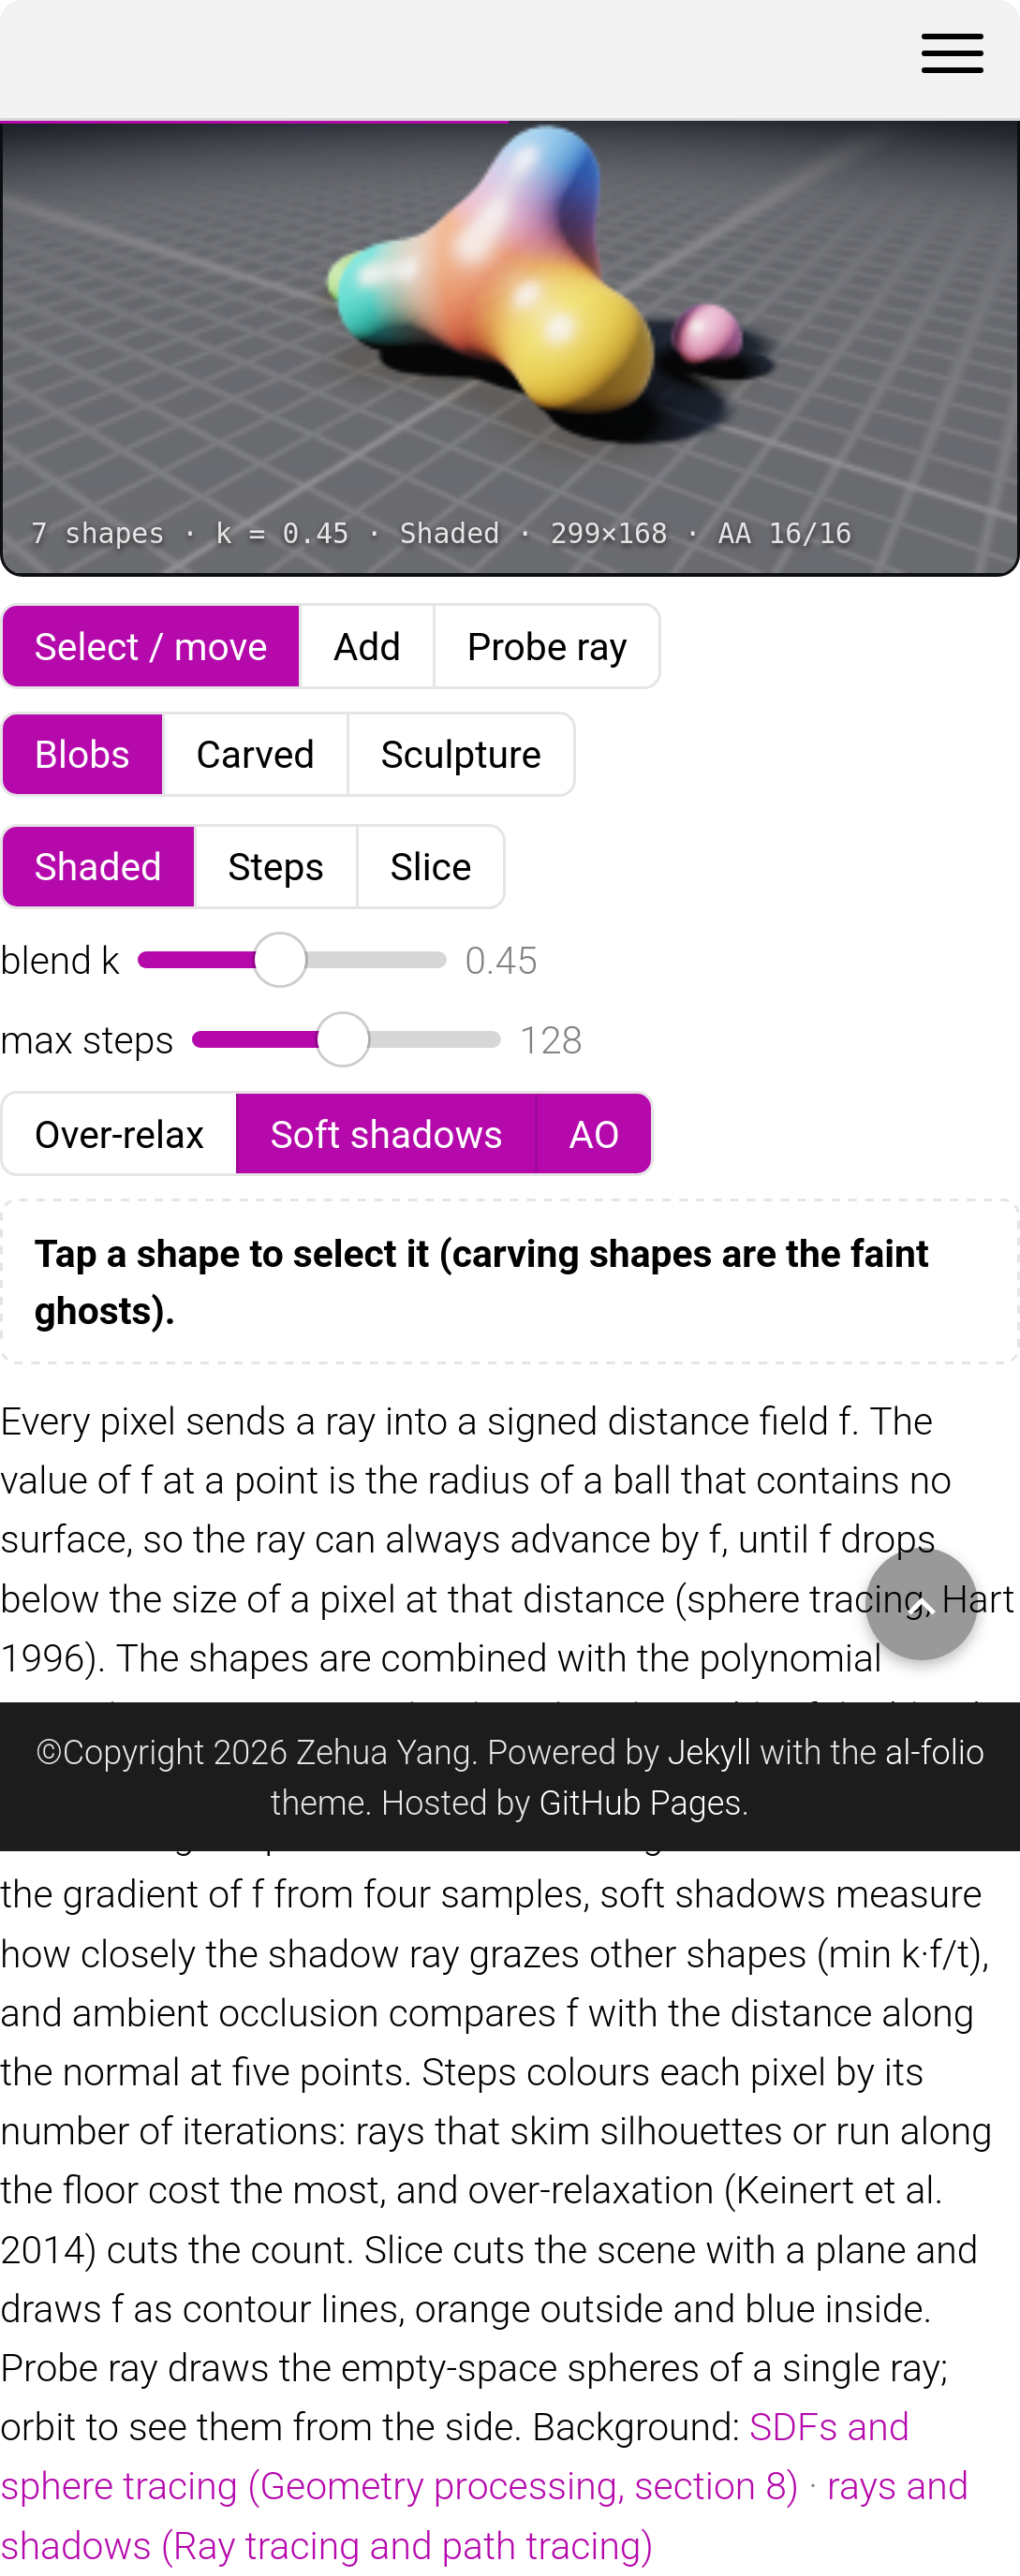 7 shapes · k = 0.45 · Shaded · 299×168 · AA 16/16
Select / move Add Probe ray
Blobs Carved Sculpture
Shaded Steps Slice
blend k 0.45
max steps 128
Over-relax Soft shadows AO
Tap a shape to select it (carving shapes are the faint
ghosts).
Every pixel sends a ray into a signed distance field f. The
value of f at a point is the radius of a ball that contains no
surface, so the ray can always advance by f, until f drops
below the size of a pixel at that distance (sphere tracing, Hart
1996). The shapes are combined with the polynomial
©Copyright 2026 Zehua Yang. Powered by Jekyll with the al-folio
theme. Hosted by GitHub Pages.
the gradient of f from four samples, soft shadows measure
how closely the shadow ray grazes other shapes (min k·f/t),
and ambient occlusion compares f with the distance along
the normal at five points. Steps colours each pixel by its
number of iterations: rays that skim silhouettes or run along
the floor cost the most, and over-relaxation (Keinert et al.
2014) cuts the count. Slice cuts the scene with a plane and
draws f as contour lines, orange outside and blue inside.
Probe ray draws the empty-space spheres of a single ray;
orbit to see them from the side. Background: SDFs and
sphere tracing (Geometry processing, section 8) · rays and
shadows (Ray tracing and path tracing)